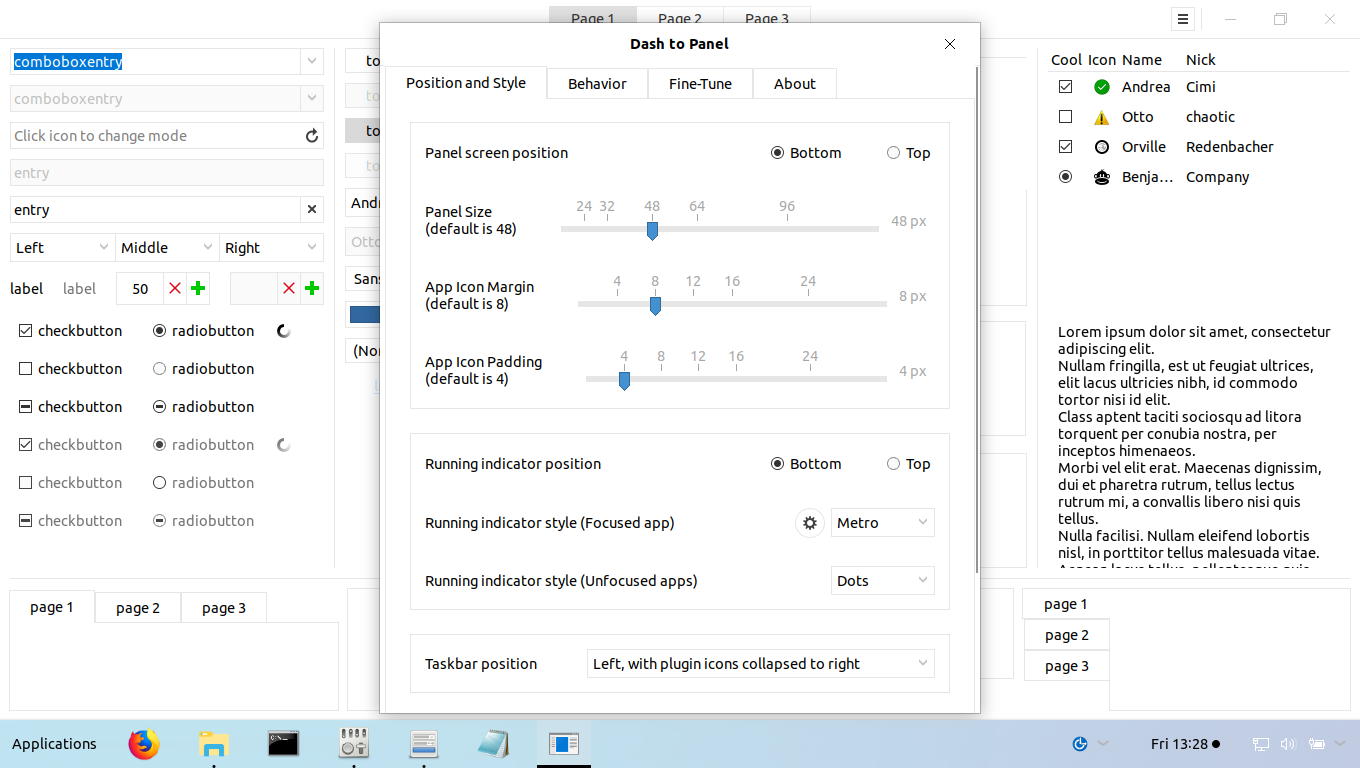 Page 1 Page 2 Page 3
Dash to Panel
Position and Style Behavior Fine-Tune About
Panel screen position Bottom Top
24 32 48 64 96
Panel Size
(default is 48)
48 px
4 8 12 16 24
App Icon Margin
(default is 8)
8 px
4 8 12 16 24
App Icon Padding
(default is 4)
4 px
Running indicator position Bottom Top
Running indicator style (Focused app) Metro
Running indicator style (Unfocused apps) Dots
Taskbar position Left, with plugin icons collapsed to right
comboboxentry
comboboxentry
Click icon to change mode
entry
entry
Left Middle Right
label label 50
checkbutton radiobutton
checkbutton radiobutton
checkbutton radiobutton
checkbutton radiobutton
checkbutton radiobutton
checkbutton radiobutton
to
to
to
to
Andr
Otto
Sans
(Non
Cool Icon Name Nick
Andrea Cimi
Otto chaotic
Orville Redenbacher
Benja… Company
Lorem ipsum dolor sit amet, consectetur
adipiscing elit.
Nullam fringilla, est ut feugiat ultrices,
elit lacus ultricies nibh, id commodo
tortor nisi id elit.
Class aptent taciti sociosqu ad litora
torquent per conubia nostra, per
inceptos himenaeos.
Morbi vel elit erat. Maecenas dignissim,
dui et pharetra rutrum, tellus lectus
rutrum mi, a convallis libero nisi quis
tellus.
Nulla facilisi. Nullam eleifend lobortis
nisl, in porttitor tellus malesuada vitae.
page 1 page 2 page 3
page 1
page 2
page 3
Applications
Fri 13:28